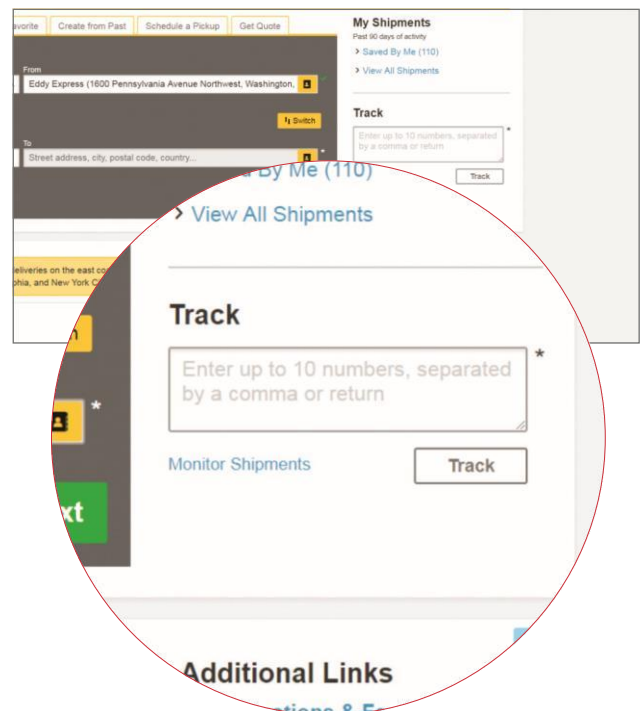 Create from Past
Schedule a Pickup
Get Quote
From
Eddy Express (1600 Pennsylvania Avenue Northwest, Washington,
Switch
To
Street address, city, postal code, country...
*
My Shipments
Past 90 days of activity
> Saved By Me (110)
> View All Shipments
Track
Enter up to 10 numbers, separated
by a comma or return
*
Track
deliveries on the east
and New York
By Me (110)
> View All Shipments
Track
Enter up to 10 numbers, separated
by a comma or return
*
Monitor Shipments
Track
*
Additional Links